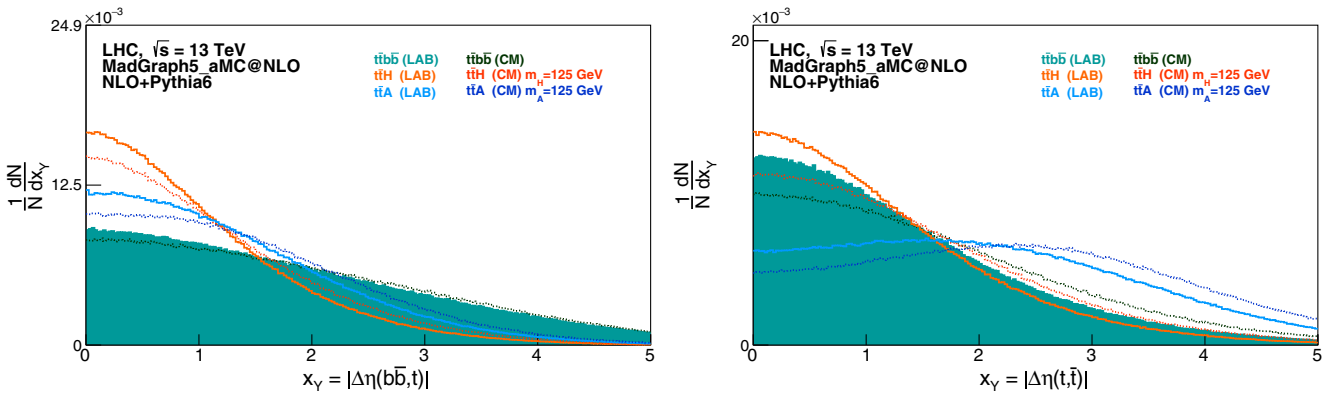 ×10⁻³
24.9
12.5
0
LHC, √s = 13 TeV
MadGraph5_aMC@NLO
NLO+Pythia6
tt̄bb̄ (LAB) tt̄bb̄ (CM)
tt̄H (LAB) tt̄H (CM) m_H=125 GeV
tt̄A (LAB) tt̄A (CM) m_A=125 GeV
1/N dN/dx_Y
0 1 2 3 4 5
x_Y = |Δη(bb̄,t)|
×10⁻³
20
10
0
LHC, √s = 13 TeV
MadGraph5_aMC@NLO
NLO+Pythia6
tt̄bb̄ (LAB) tt̄bb̄ (CM)
tt̄H (LAB) tt̄H (CM) m_H=125 GeV
tt̄A (LAB) tt̄A (CM) m_A=125 GeV
1/N dN/dx_Y
0 1 2 3 4 5
x_Y = |Δη(t,t̄)|